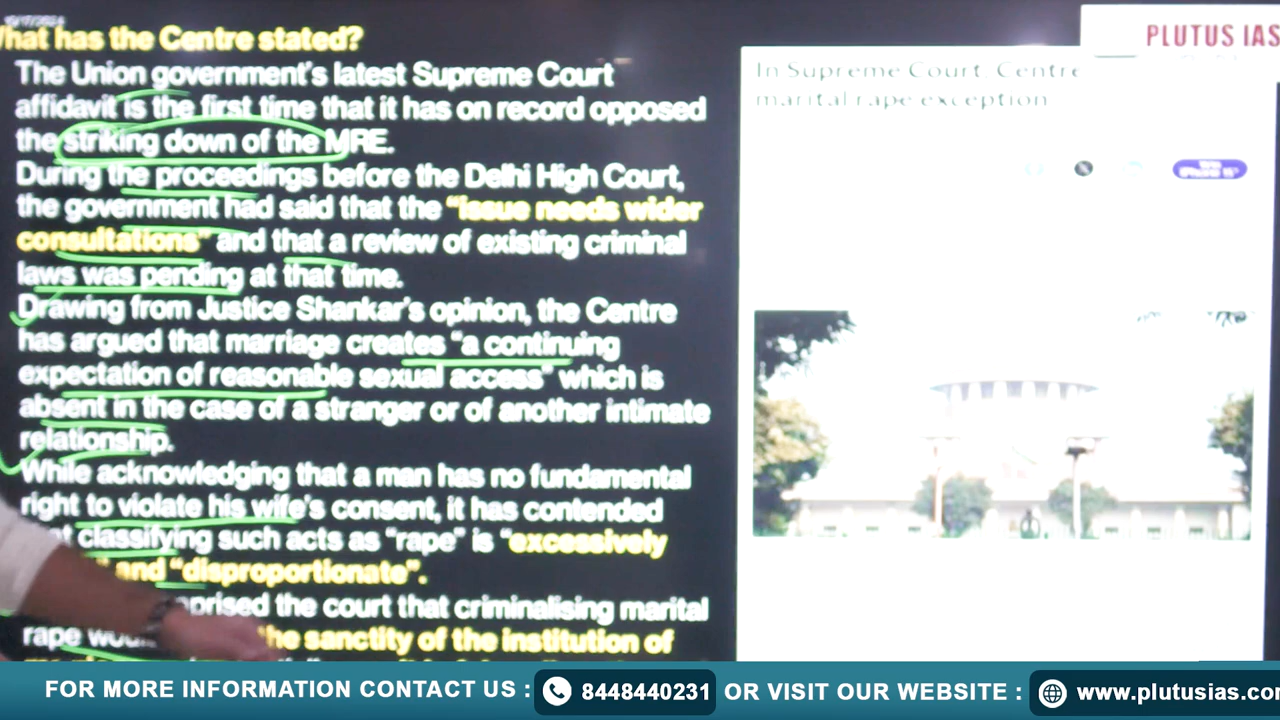 What has the Centre stated?
The Union government's latest Supreme Court
affidavit is the first time that it has on record opposed
the striking down of the MRE.
During the proceedings before the Delhi High Court,
the government had said that the "issue needs wider
consultations" and that a review of existing criminal
laws was pending at that time.
Drawing from Justice Shankar's opinion, the Centre
has argued that marriage creates "a continuing
expectation of reasonable sexual access" which is
absent in the case of a stranger or of another intimate
relationship.
While acknowledging that a man has no fundamental
right to violate his wife's consent, it has contended
classifying such acts as "rape" is "excessively
and "disproportionate".
the court that criminalising marital
rape the sanctity of the institution of
PLUTUS IAS
In Supreme Court, Centre
marital rape exception
FOR MORE INFORMATION CONTACT US : 8448440231 OR VISIT OUR WEBSITE : www.plutusias.com